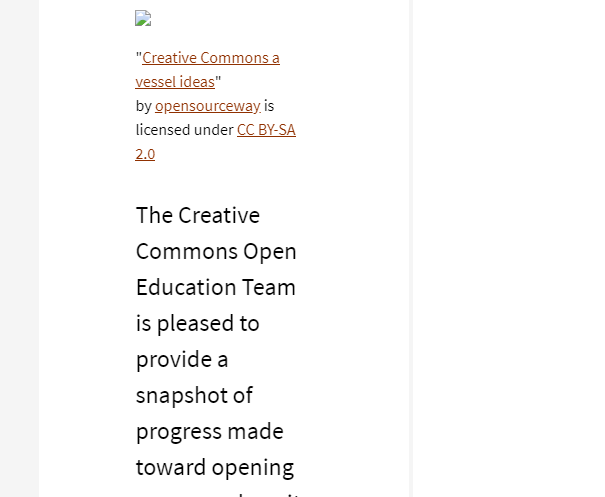 "Creative Commons a
vessel ideas"
by opensourceway is
licensed under CC BY-SA
2.0
The Creative
Commons Open
Education Team
is pleased to
provide a
snapshot of
progress made
toward opening